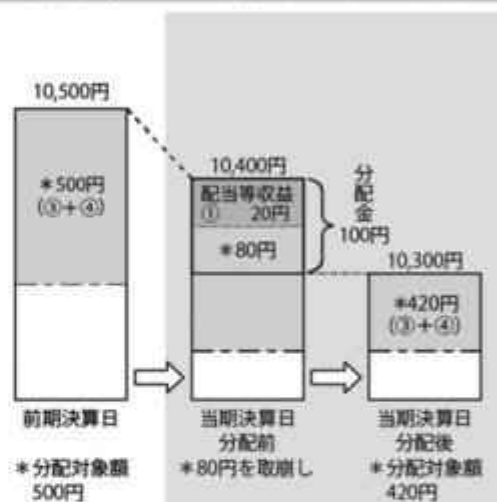 10,500円
*500円
(③+④)
前期決算日
*分配対象額
500円
10,400円
配当等収益
① 20円
*80円
分配金
100円
当期決算日
分配前
*80円を取崩し
10,300円
*420円
(③+④)
当期決算日
分配後
*分配対象額
420円